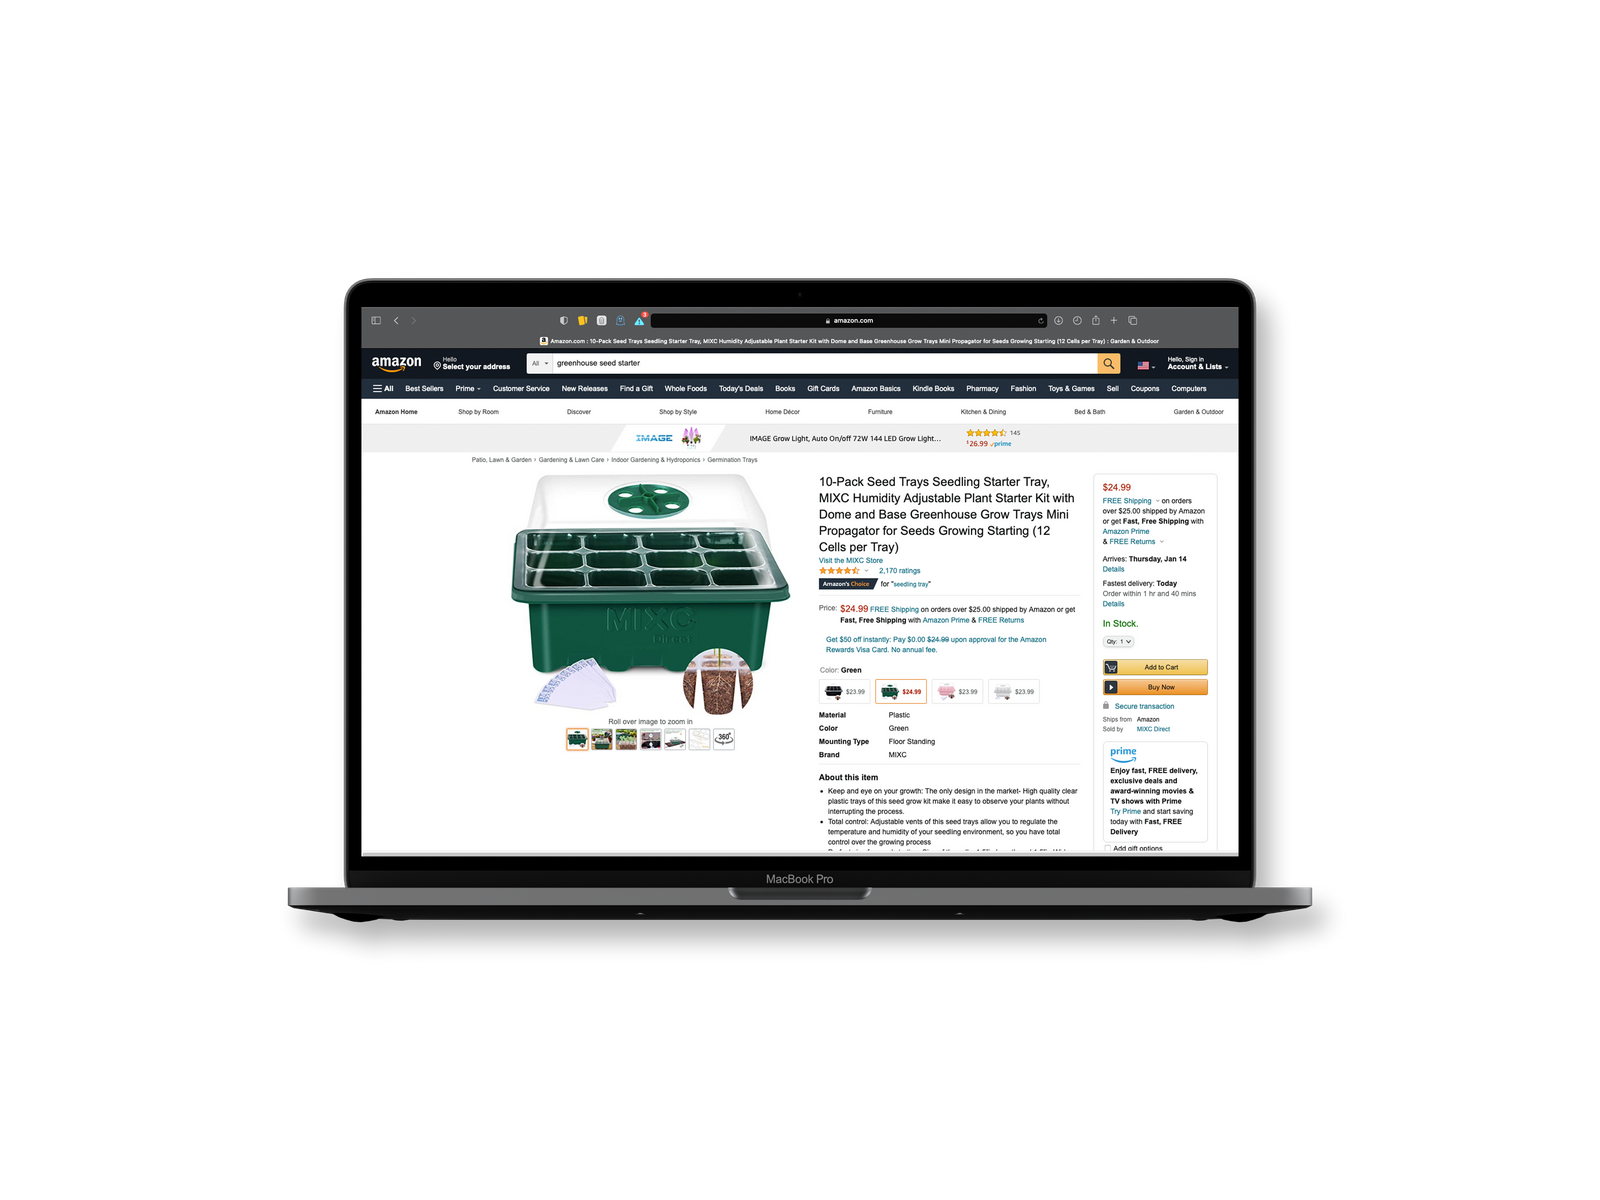 3
amazon.com
Amazon.com : 10-Pack Seed Trays Seedling Starter Tray, MIXC Humidity Adjustable Plant Starter Kit with Dome and Base Greenhouse Grow Trays Mini Propagator for Seeds Growing Starting (12 Cells per Tray) : Garden & Outdoor
amazon
Hello
Select your address
All
greenhouse seed starter
Hello, Sign in
Account & Lists
All Best Sellers Prime Customer Service New Releases Find a Gift Whole Foods Today's Deals Books Gift Cards Amazon Basics Kindle Books Pharmacy Fashion Toys & Games Sell Coupons Computers
Amazon Home Shop by Room Discover Shop by Style Home Décor Furniture Kitchen & Dining Bed & Bath Garden & Outdoor
IMAGE
IMAGE Grow Light, Auto On/off 72W 144 LED Grow Light...
145
$26.99 prime
Patio, Lawn & Garden › Gardening & Lawn Care › Indoor Gardening & Hydroponics › Germination Trays
MIXC
DIRECT
Roll over image to zoom in
360°
10-Pack Seed Trays Seedling Starter Tray,
MIXC Humidity Adjustable Plant Starter Kit with
Dome and Base Greenhouse Grow Trays Mini
Propagator for Seeds Growing Starting (12
Cells per Tray)
Visit the MIXC Store
2,170 ratings
Amazon's Choice for "seedling tray"
Price: $24.99 FREE Shipping on orders over $25.00 shipped by Amazon or get
Fast, Free Shipping with Amazon Prime & FREE Returns
Get $50 off instantly: Pay $0.00 $24.99 upon approval for the Amazon
Rewards Visa Card. No annual fee.
Color: Green
$23.99 $24.99 $23.99 $23.99
Material Plastic
Color Green
Mounting Type Floor Standing
Brand MIXC
About this item
• Keep and eye on your growth: The only design in the market- High quality clear
plastic trays of this seed grow kit make it easy to observe your plants without
interrupting the process.
• Total control: Adjustable vents of this seed trays allow you to regulate the
temperature and humidity of your seedling environment, so you have total
control over the growing process
$24.99
FREE Shipping on orders
over $25.00 shipped by Amazon
or get Fast, Free Shipping with
Amazon Prime
& FREE Returns
Arrives: Thursday, Jan 14
Details
Fastest delivery: Today
Order within 1 hr and 40 mins
Details
In Stock.
Qty: 1
Add to Cart
Buy Now
Secure transaction
Ships from Amazon
Sold by MIXC Direct
prime
Enjoy fast, FREE delivery,
exclusive deals and
award-winning movies &
TV shows with Prime
Try Prime and start saving
today with Fast, FREE
Delivery
Add gift options
MacBook Pro